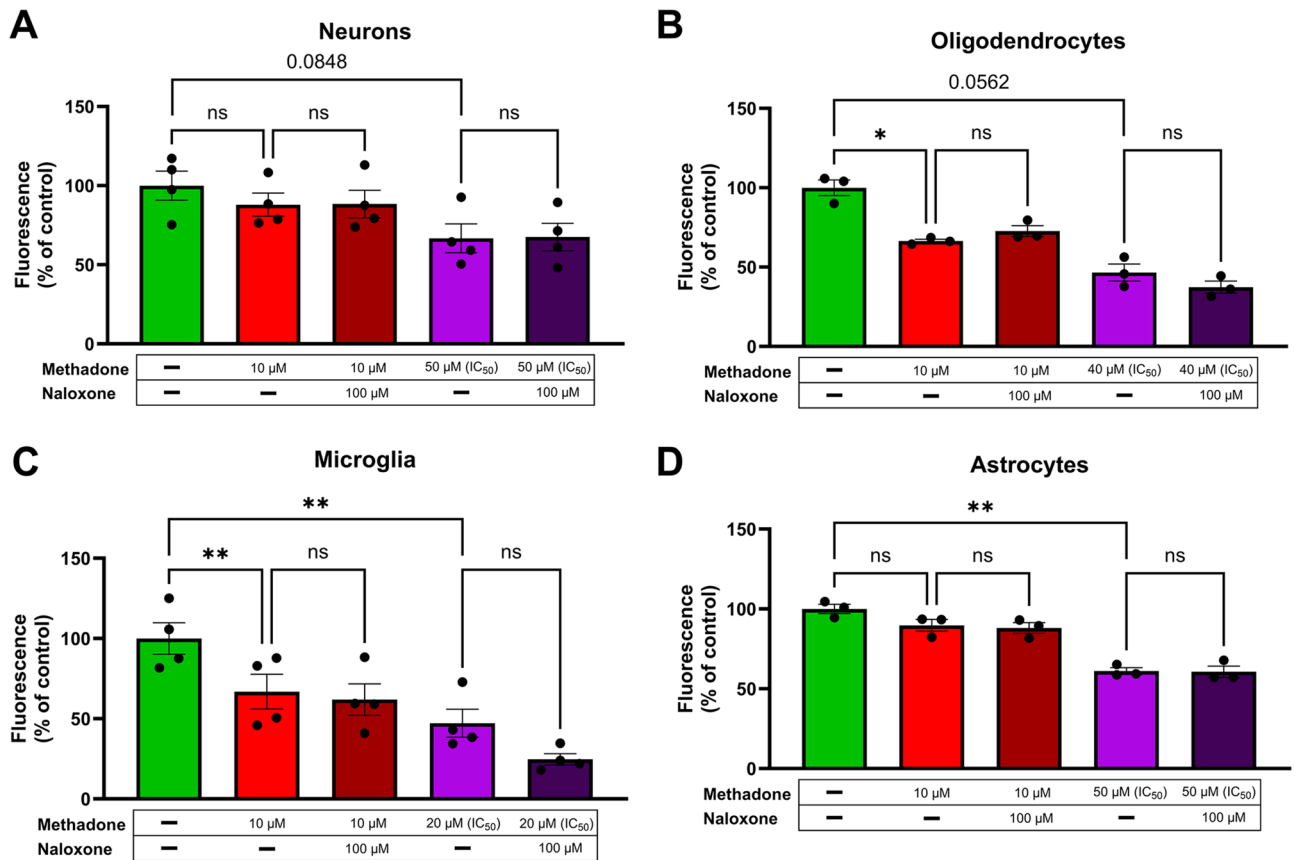 A
Neurons
0.0848
ns
ns
ns
Fluorescence
(% of control)
150
100
50
0
Methadone – 10 µM 10 µM 50 µM (IC₅₀) 50 µM (IC₅₀)
Naloxone – – 100 µM – 100 µM
B
Oligodendrocytes
0.0562
*
ns
ns
Fluorescence
(% of control)
150
100
50
0
Methadone – 10 µM 10 µM 40 µM (IC₅₀) 40 µM (IC₅₀)
Naloxone – – 100 µM – 100 µM
C
Microglia
**
**
ns
ns
Fluorescence
(% of control)
150
100
50
0
Methadone – 10 µM 10 µM 20 µM (IC₅₀) 20 µM (IC₅₀)
Naloxone – – 100 µM – 100 µM
D
Astrocytes
**
ns
ns
ns
Fluorescence
(% of control)
150
100
50
0
Methadone – 10 µM 10 µM 50 µM (IC₅₀) 50 µM (IC₅₀)
Naloxone – – 100 µM – 100 µM